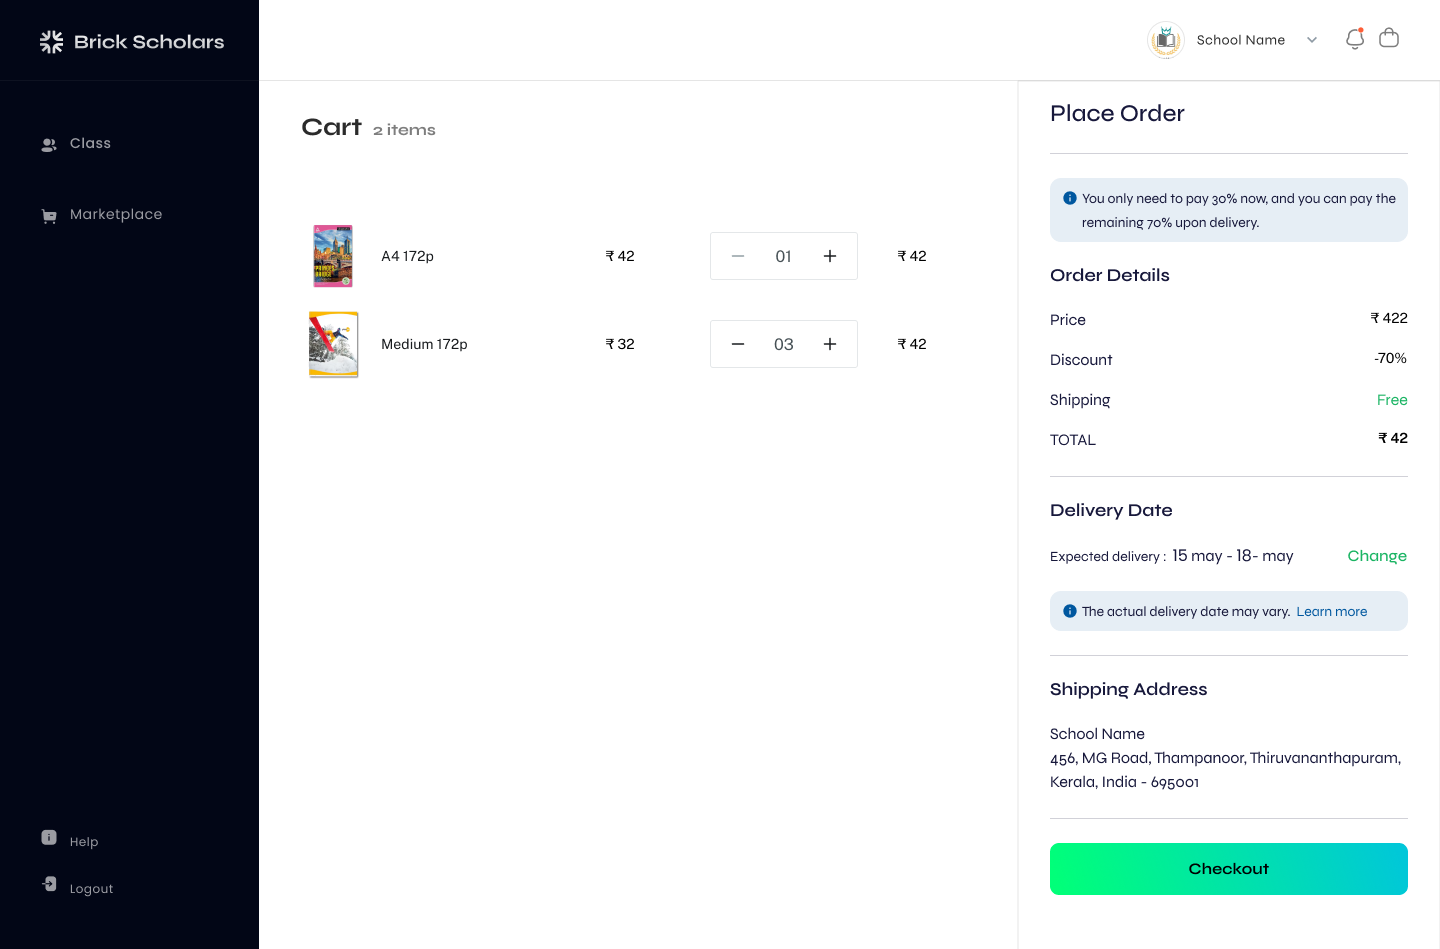 Brick Scholars
School Name
Class
Marketplace
Help
Logout
Cart 2 items
A4 172p ₹ 42 01 ₹ 42
Medium 172p ₹ 32 03 ₹ 42
Place Order
You only need to pay 30% now, and you can pay the
remaining 70% upon delivery.
Order Details
Price ₹ 422
Discount -70%
Shipping Free
TOTAL ₹ 42
Delivery Date
Expected delivery : 15 may - 18- may Change
The actual delivery date may vary. Learn more
Shipping Address
School Name
456, MG Road, Thampanoor, Thiruvananthapuram,
Kerala, India - 695001
Checkout